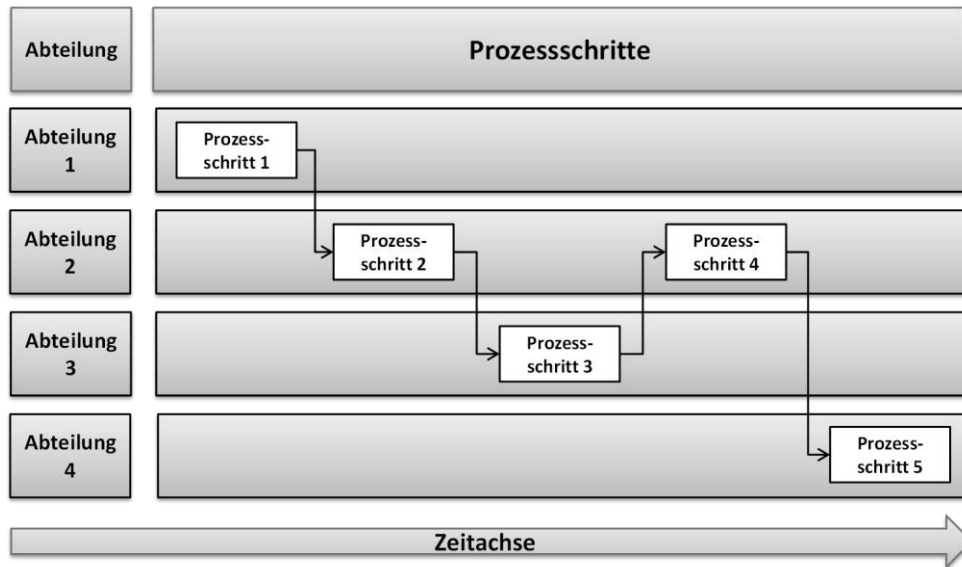 Abteilung
Prozessschritte
Abteilung
1
Prozess-
schritt 1
Abteilung
2
Prozess-
schritt 2
Prozess-
schritt 4
Abteilung
3
Prozess-
schritt 3
Abteilung
4
Prozess-
schritt 5
Zeitachse